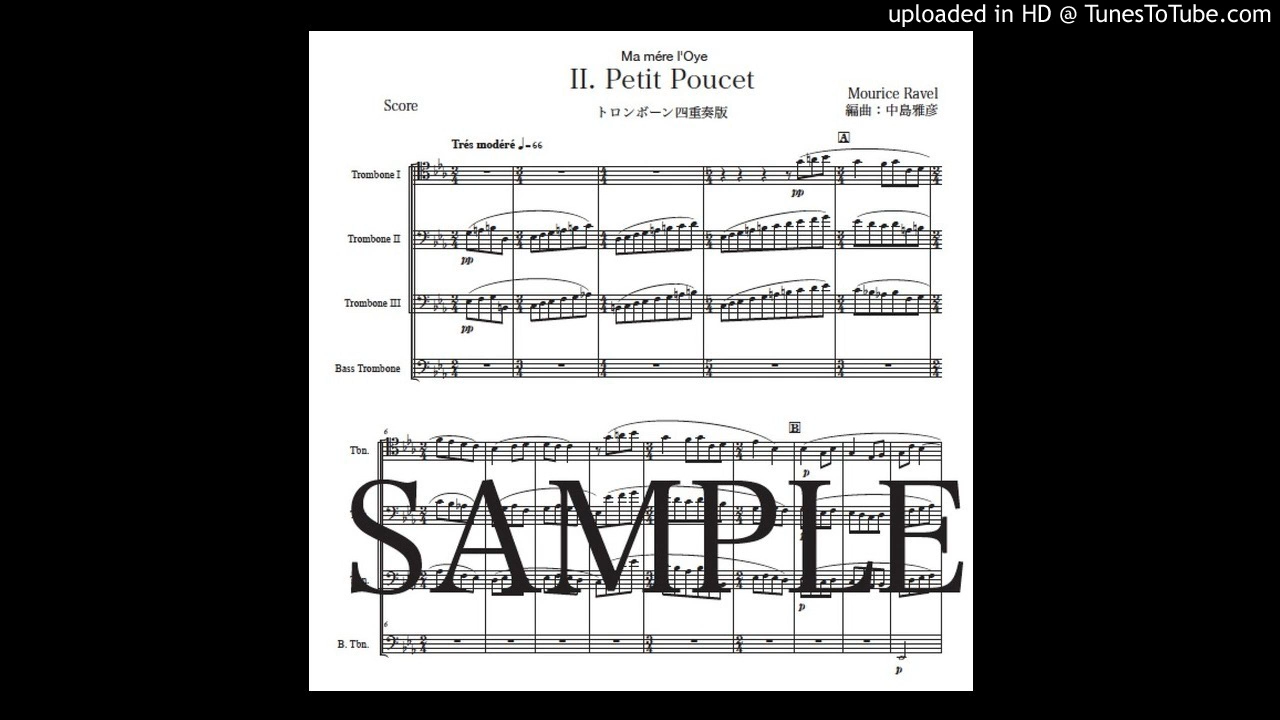 uploaded in HD @ TunesToTube.com
Ma mére l'Oye
II. Petit Poucet
Score
トロンボーン四重奏版
Mourice Ravel
編曲：中島雅彦
Trés modéré ♩=66
A
Trombone I
pp
Trombone II
pp
Trombone III
pp
Bass Trombone
6
B
Tbn.
p
SAMPLE
p
6
B. Tbn.
p